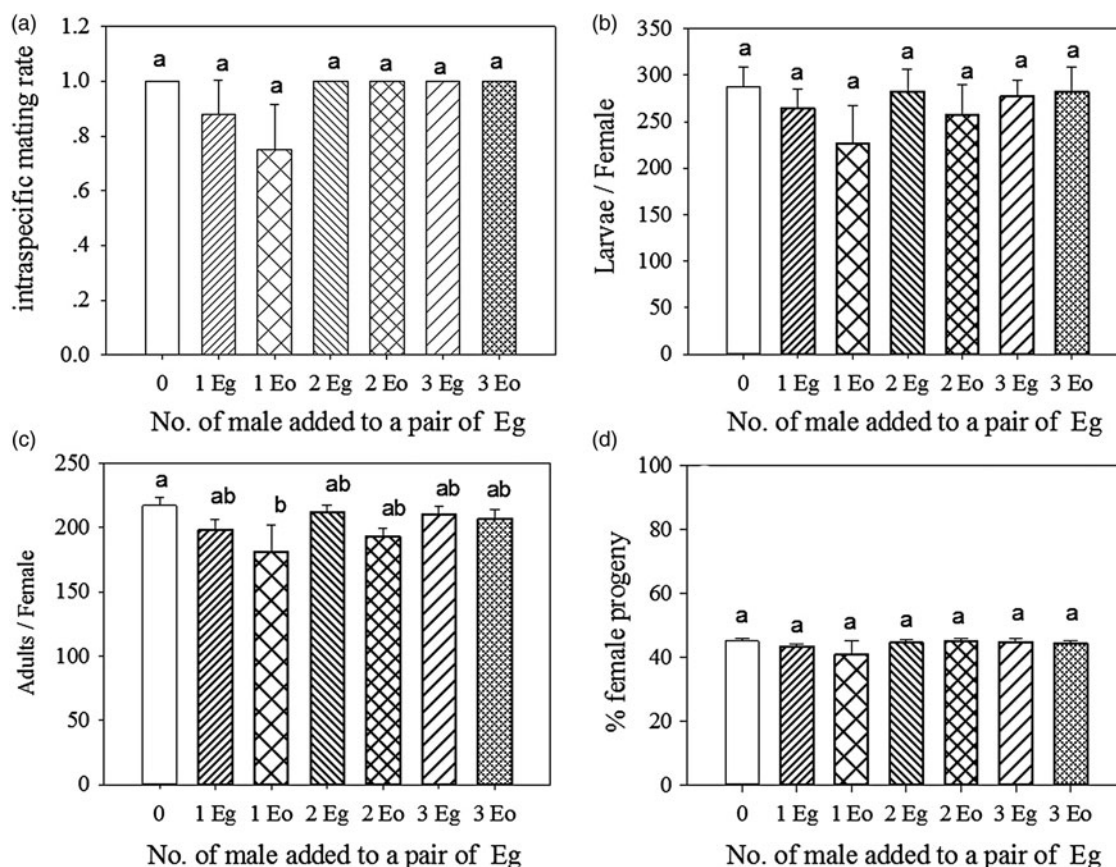 (a)
intraspecific mating rate
1.2
1.0
.8
.6
.4
.2
0.0
a a a a a a a
0 1 Eg 1 Eo 2 Eg 2 Eo 3 Eg 3 Eo
No. of male added to a pair of Eg
(b)
Larvae / Female
350
300
250
200
150
100
50
0
a a a a a a a
0 1 Eg 1 Eo 2 Eg 2 Eo 3 Eg 3 Eo
No. of male added to a pair of Eg
(c)
Adults / Female
250
200
150
100
50
0
a ab b ab ab ab ab
0 1 Eg 1 Eo 2 Eg 2 Eo 3 Eg 3 Eo
No. of male added to a pair of Eg
(d)
% female progeny
100
80
60
40
20
0
a a a a a a a
0 1 Eg 1 Eo 2 Eg 2 Eo 3 Eg 3 Eo
No. of male added to a pair of Eg